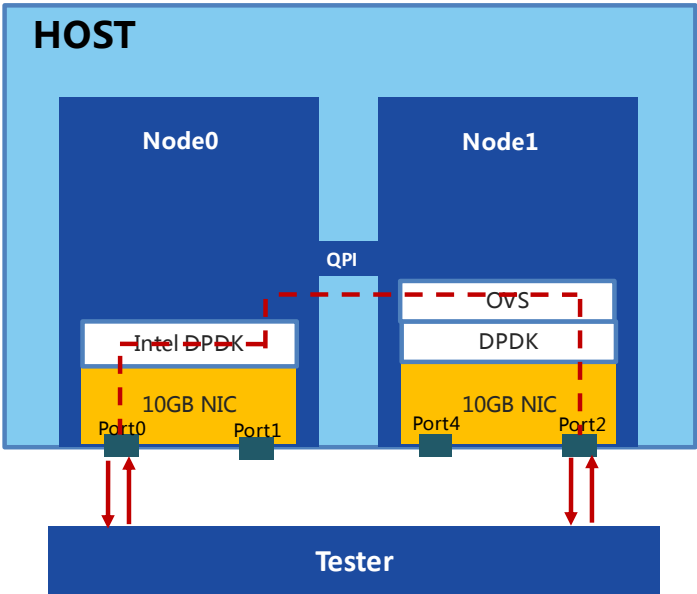 HOST
Node0
Node1
QPI
OVS
Intel DPDK
DPDK
10GB NIC
10GB NIC
Port0
Port1
Port4
Port2
Tester